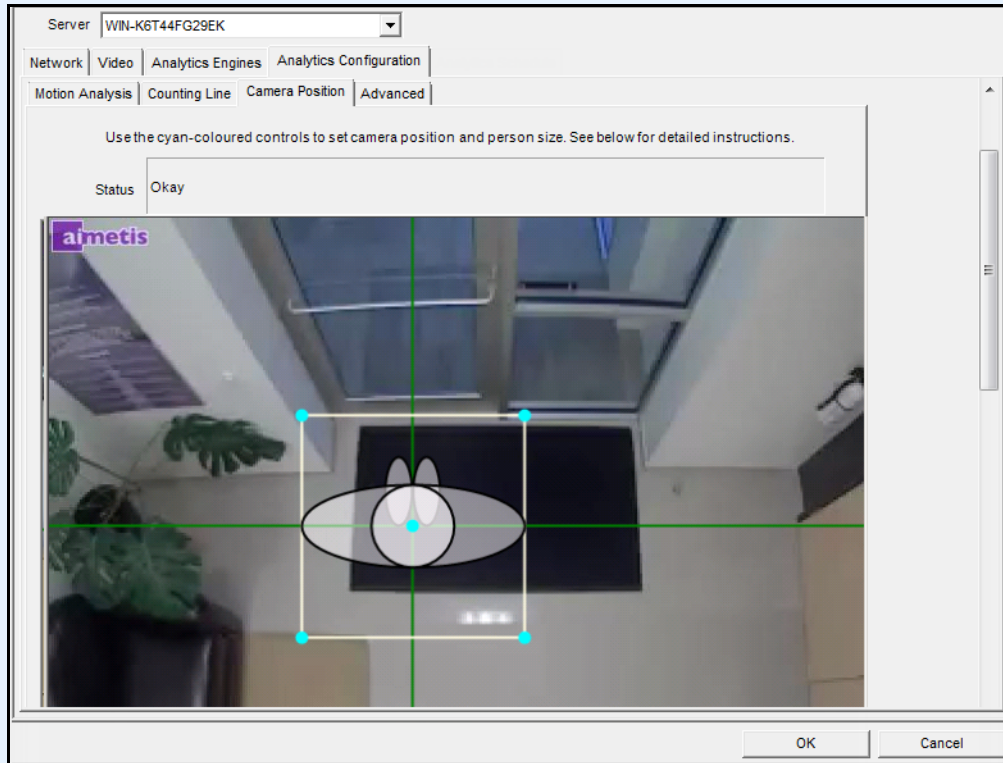 Server WIN-K6T44FG29EK
Network Video Analytics Engines Analytics Configuration
Motion Analysis Counting Line Camera Position Advanced
Use the cyan-coloured controls to set camera position and person size. See below for detailed instructions.
Status Okay
aimetis
OK Cancel